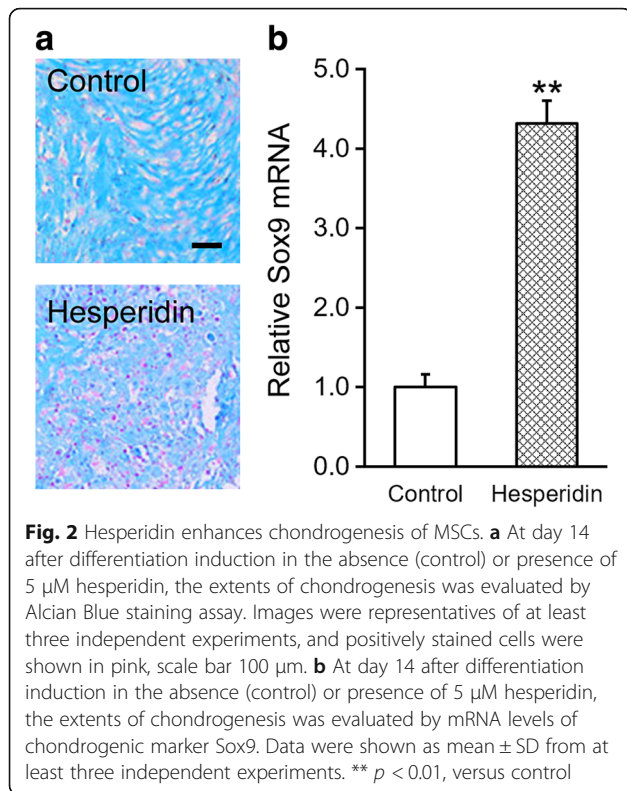 a
Control
Hesperidin
b
Relative Sox9 mRNA
5.0
4.0
3.0
2.0
1.0
0.0
**
Control
Hesperidin
Fig. 2 Hesperidin enhances chondrogenesis of MSCs. a At day 14
after differentiation induction in the absence (control) or presence of
5 μM hesperidin, the extents of chondrogenesis was evaluated by
Alcian Blue staining assay. Images were representatives of at least
three independent experiments, and positively stained cells were
shown in pink, scale bar 100 μm. b At day 14 after differentiation
induction in the absence (control) or presence of 5 μM hesperidin,
the extents of chondrogenesis was evaluated by mRNA levels of
chondrogenic marker Sox9. Data were shown as mean ± SD from at
least three independent experiments. ** p < 0.01, versus control